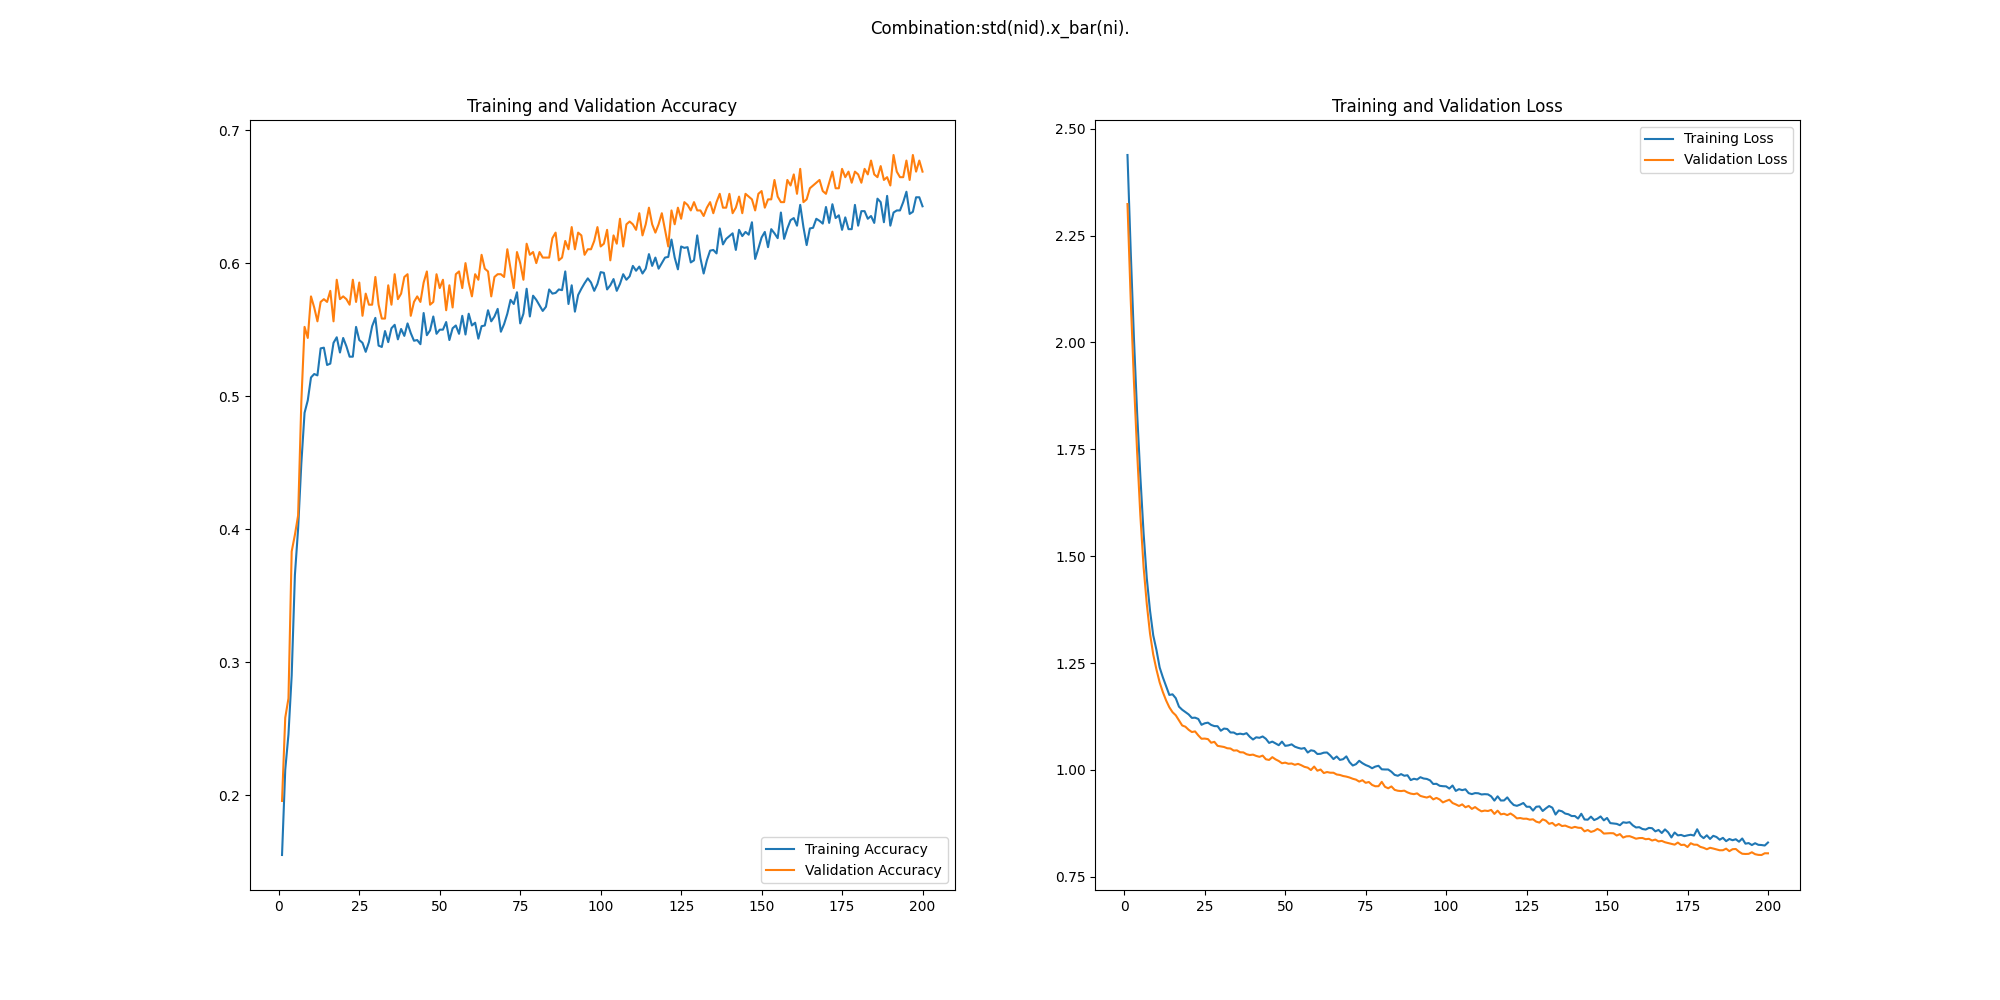 Combination:std(nid).x_bar(ni).
Training and Validation Accuracy
0.7
0.6
0.5
0.4
0.3
0.2
0 25 50 75 100 125 150 175 200
Training Accuracy
Validation Accuracy
Training and Validation Loss
2.50
2.25
2.00
1.75
1.50
1.25
1.00
0.75
0 25 50 75 100 125 150 175 200
Training Loss
Validation Loss